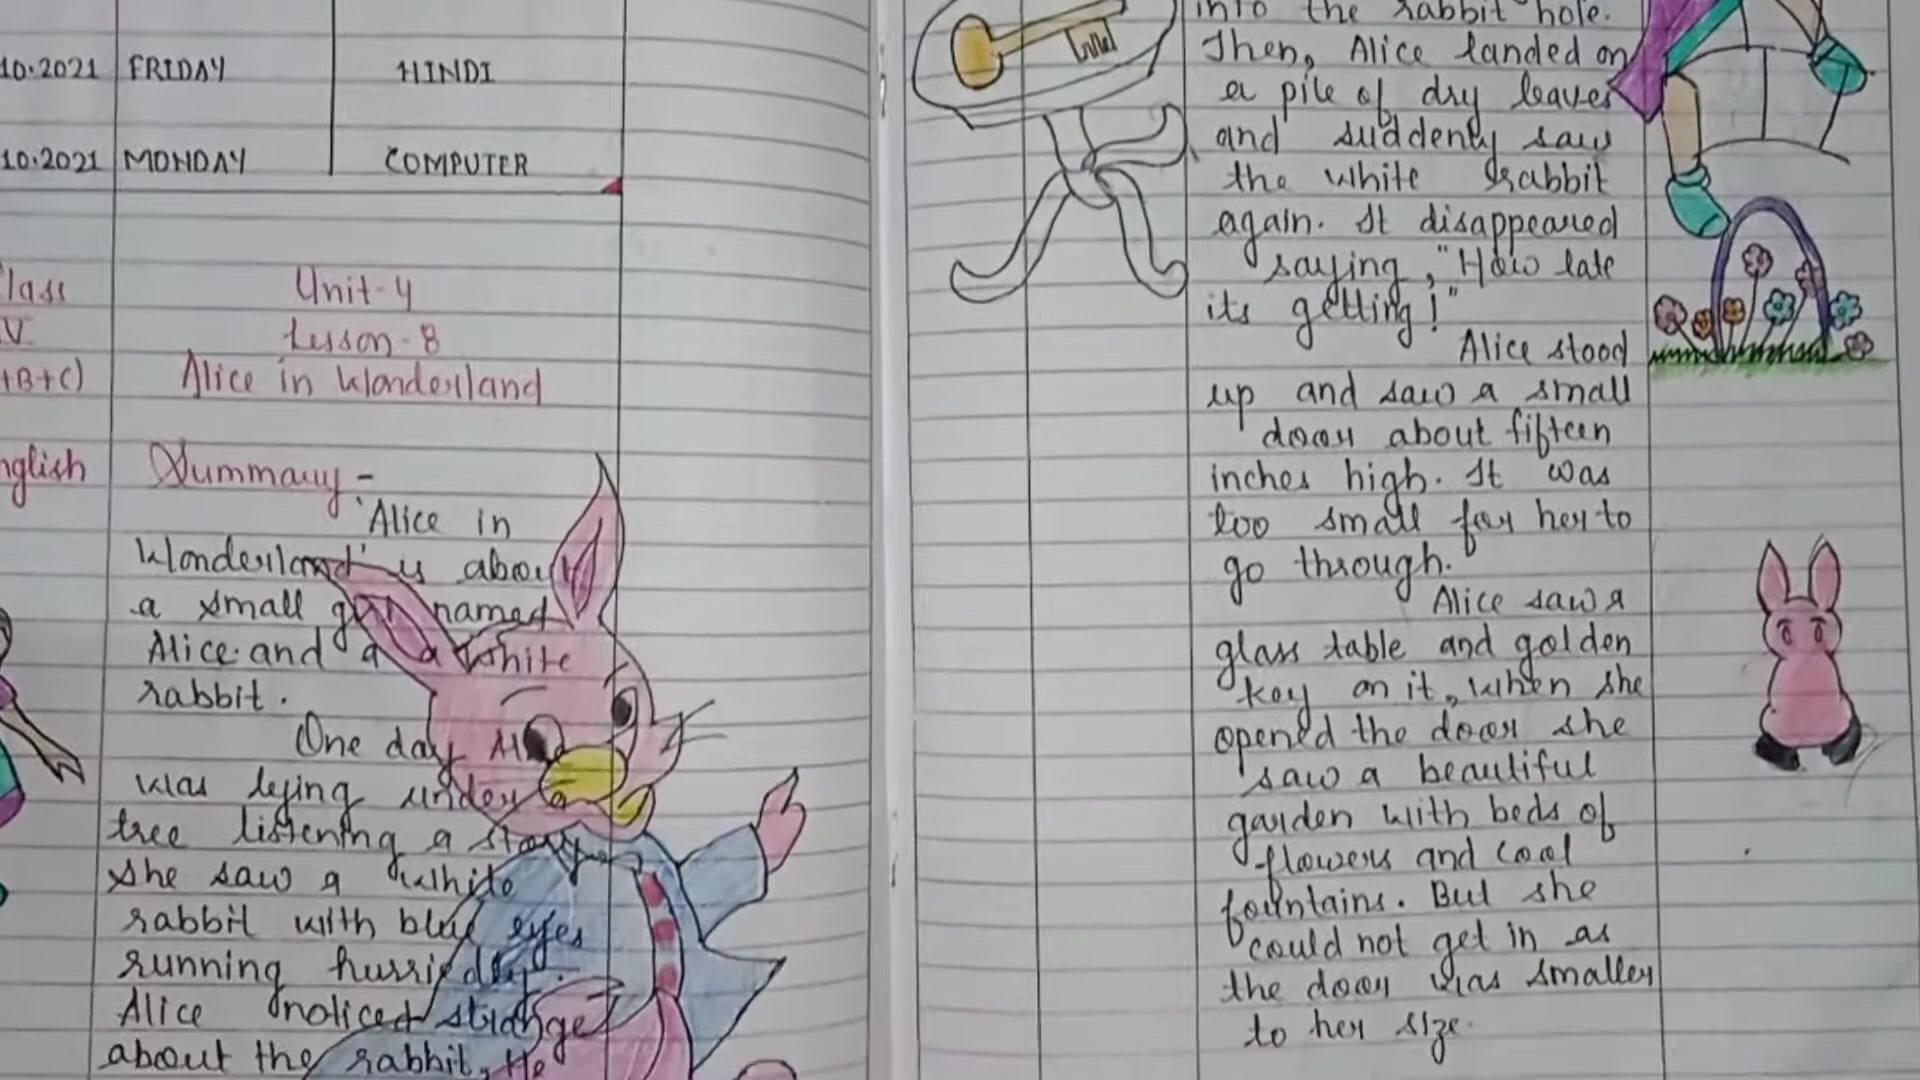 10.2021 FRIDAY HINDI
10.2021 MONDAY COMPUTER
lass Unit-4
V Lesson-8
+B+C) Alice in Wonderland
nglish Summary-
'Alice in
Wonderland' is about
a small girl named
Alice and a a white
rabbit.
One day
was lying under a
tree listening a story
she saw a white
rabbit with blue eyes
running hurriedly.
Alice noticed strange
about the rabbit. He
into the rabbit hole.
Then, Alice landed on
a pile of dry leaves
and suddenly saw
the white rabbit
again. It disappeared
saying, "How late
its getting!"
Alice stood
up and saw a small
door about fifteen
inches high. It was
too small for her to
go through.
Alice saw a
glass table and golden
key on it, when she
opened the door she
saw a beautiful
garden with beds of
flowers and cool
fountains. But she
could not get in as
the door was smaller
to her size.